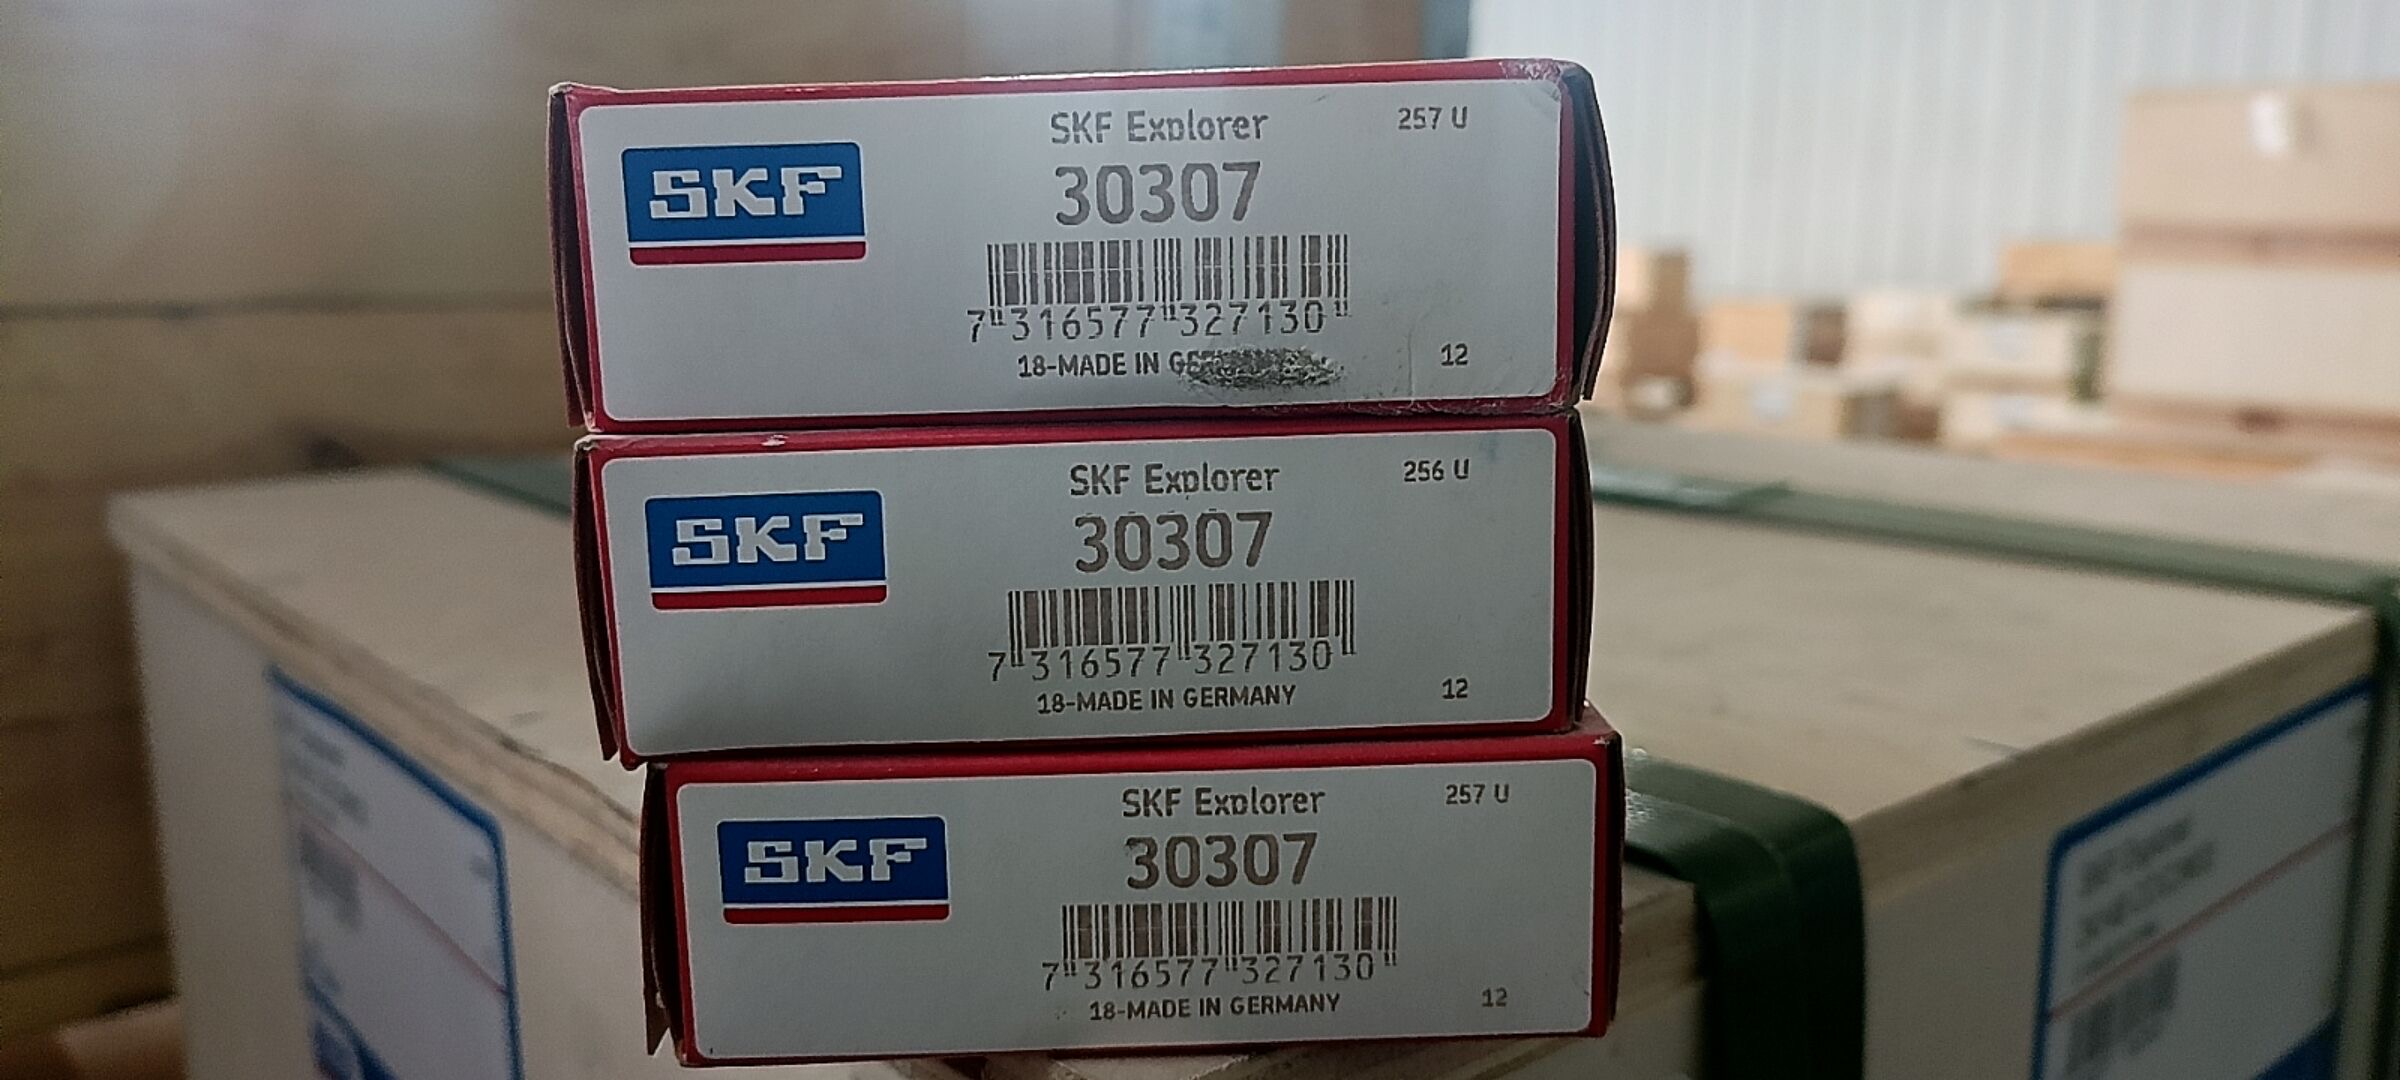 SKF
SKF Explorer
257 U
30307
7 316577 327130
18-MADE IN
12
SKF
SKF Explorer
256 U
30307
7 316577 327130
18-MADE IN GERMANY
12
SKF
SKF Explorer
257 U
30307
7 316577 327130
18-MADE IN GERMANY
12